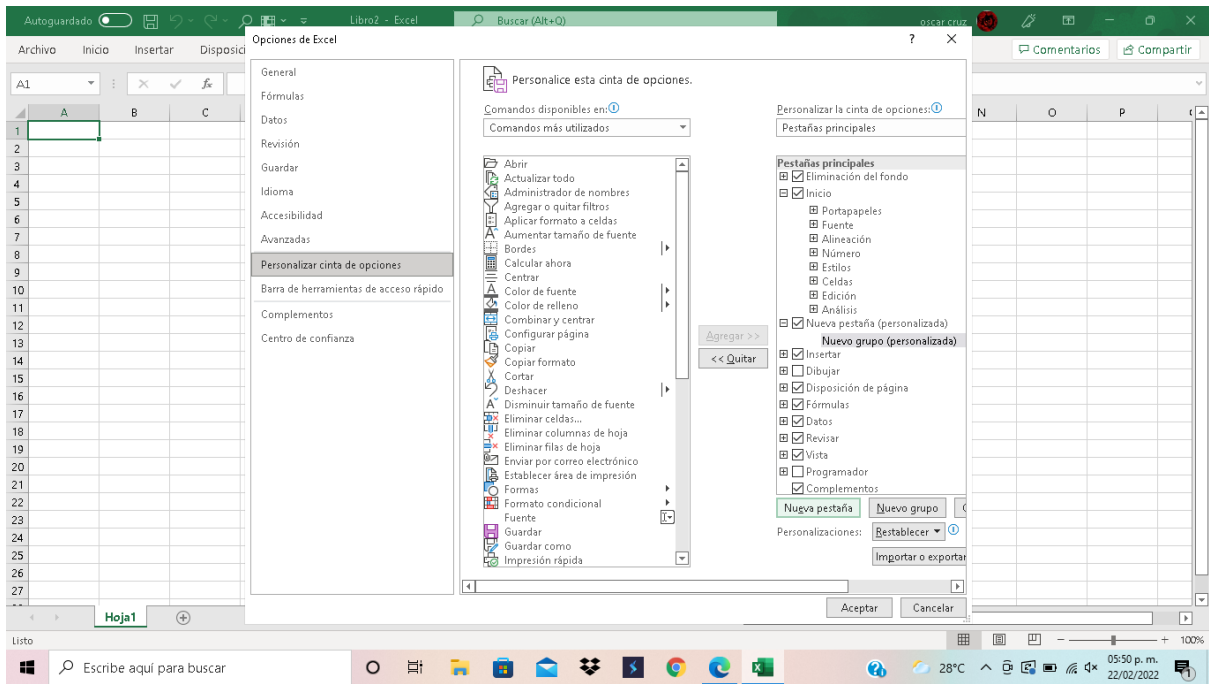 Autoguardado
Libro2 - Excel
Buscar (Alt+Q)
oscar cruz
Archivo
Inicio
Insertar
Disposici
Comentarios
Compartir
A1
fx
A B C N O P
1
2
3
4
5
6
7
8
9
10
11
12
13
14
15
16
17
18
19
20
21
22
23
24
25
26
27
Opciones de Excel
? ×
General
Fórmulas
Datos
Revisión
Guardar
Idioma
Accesibilidad
Avanzadas
Personalizar cinta de opciones
Barra de herramientas de acceso rápido
Complementos
Centro de confianza
Personalice esta cinta de opciones.
Comandos disponibles en:
Comandos más utilizados
Abrir
Actualizar todo
Administrador de nombres
Agregar o quitar filtros
Aplicar formato a celdas
Aumentar tamaño de fuente
Bordes
Calcular ahora
Centrar
Color de fuente
Color de relleno
Combinar y centrar
Configurar página
Copiar
Copiar formato
Cortar
Deshacer
Disminuir tamaño de fuente
Eliminar celdas...
Eliminar columnas de hoja
Eliminar filas de hoja
Enviar por correo electrónico
Establecer área de impresión
Formas
Formato condicional
Fuente
Guardar
Guardar como
Impresión rápida
Agregar >>
<< Quitar
Personalizar la cinta de opciones:
Pestañas principales
Pestañas principales
Eliminación del fondo
Inicio
Portapapeles
Fuente
Alineación
Número
Estilos
Celdas
Edición
Análisis
Nueva pestaña (personalizada)
Nuevo grupo (personalizada)
Insertar
Dibujar
Disposición de página
Fórmulas
Datos
Revisar
Vista
Programador
Complementos
Nueva pestaña
Nuevo grupo
Personalizaciones:
Restablecer
Importar o exportar
Aceptar
Cancelar
Hoja1
Listo
100%
Escribe aquí para buscar
28°C
05:50 p. m.
22/02/2022